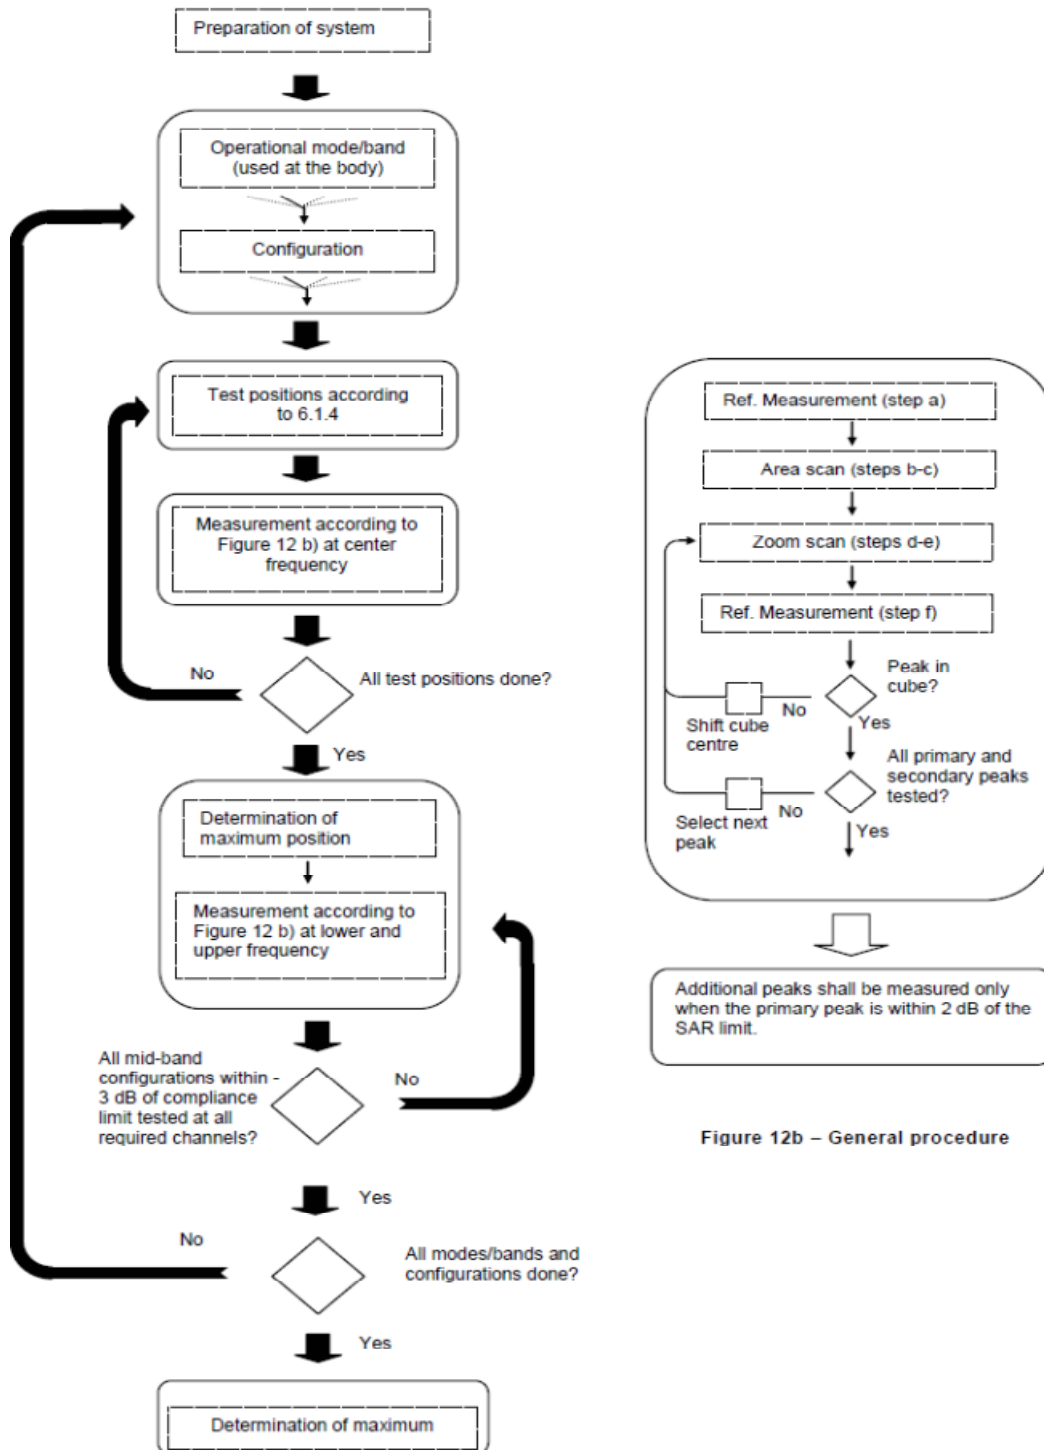 Preparation of system
Operational mode/band
(used at the body)
Configuration
Test positions according
to 6.1.4
Measurement according to
Figure 12 b) at center
frequency
No
All test positions done?
Yes
Determination of
maximum position
Measurement according to
Figure 12 b) at lower and
upper frequency
All mid-band
configurations within -
3 dB of compliance
limit tested at all
required channels?
No
Yes
No
All modes/bands and
configurations done?
Yes
Determination of maximum
Ref. Measurement (step a)
Area scan (steps b-c)
Zoom scan (steps d-e)
Ref. Measurement (step f)
Peak in
cube?
No
Shift cube
centre
Yes
All primary and
secondary peaks
tested?
No
Select next
peak
Yes
Additional peaks shall be measured only
when the primary peak is within 2 dB of the
SAR limit.
Figure 12b – General procedure